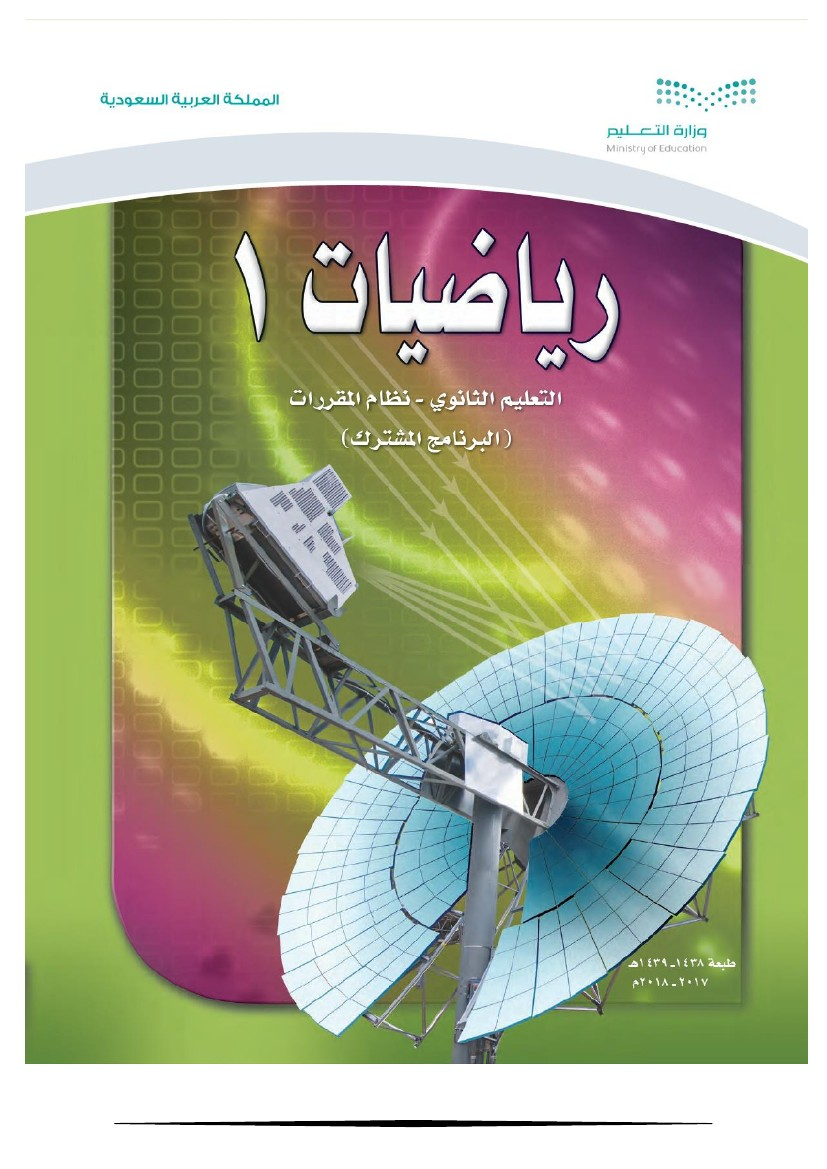 المملكة العربية السعودية
وزارة التعـــليم
Ministry of Education
رياضيات ١
التعليم الثانوي - نظام المقررات
(البرنامج المشترك)
طبعة ١٤٣٨ - ١٤٣٩هـ
٢٠١٧ - ٢٠١٨م